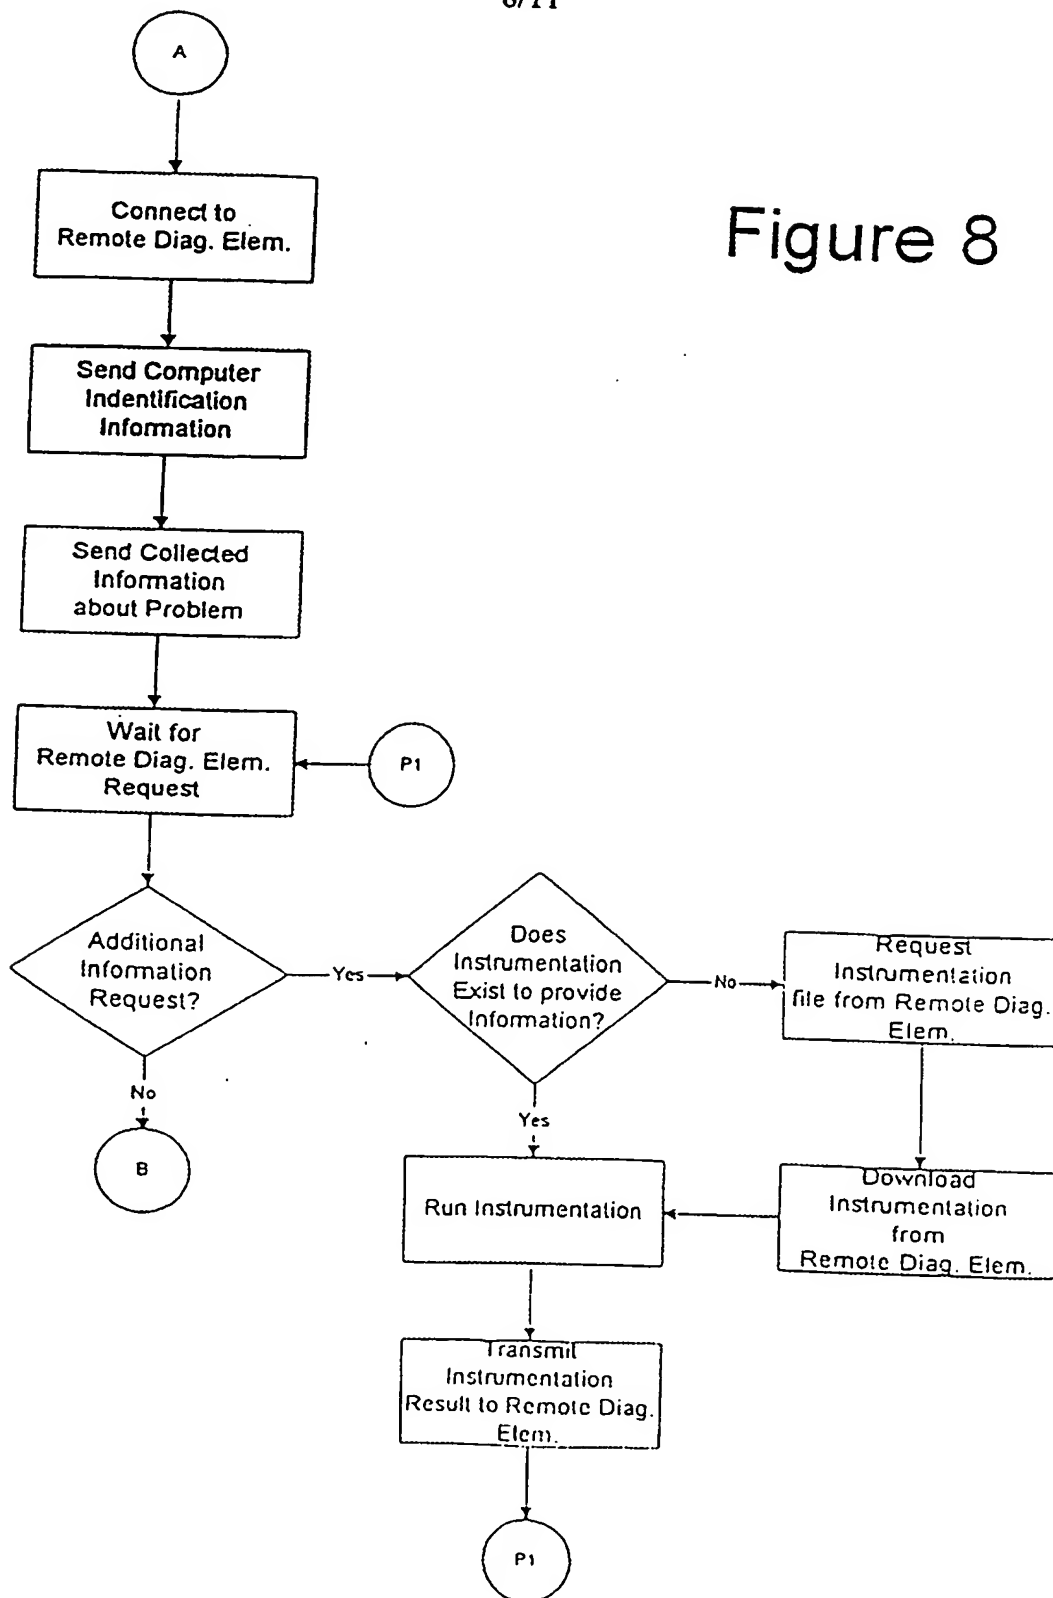 8/11
A
Connect to
Remote Diag. Elem.
Figure 8
Send Computer
Indentification
Information
Send Collected
Information
about Problem
Wait for
Remote Diag. Elem.
Request
P1
Additional
Information
Request?
Yes
Does
Instrumentation
Exist to provide
Information?
No
Request
Instrumentation
file from Remote Diag.
Elem.
No
B
Yes
Run Instrumentation
Download
Instrumentation
from
Remote Diag. Elem.
Transmit
Instrumentation
Result to Remote Diag.
Elem.
P1